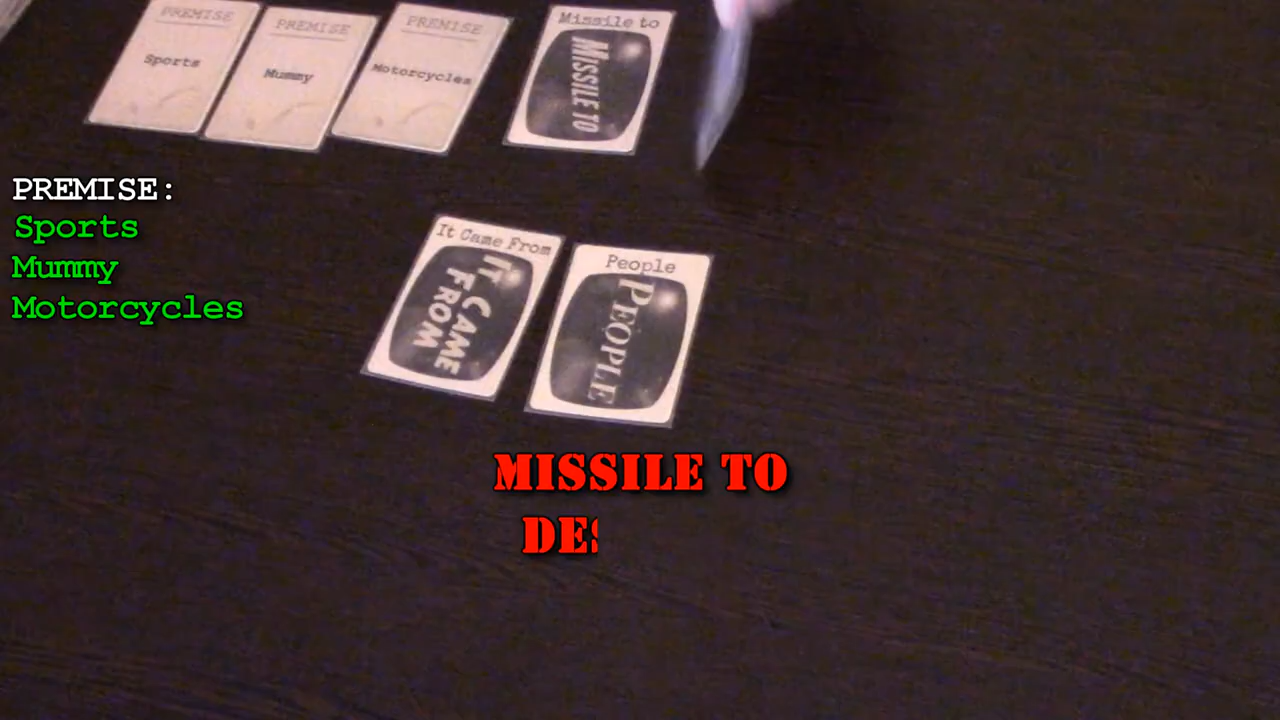 PREMISE
Sports
PREMISE
Mummy
PREMISE
Motorcycles
Missile to
MISSILE TO
PREMISE:
Sports
Mummy
Motorcycles
It Came From
IT CAME
FROM
People
PEOPLE
MISSILE TO
DES